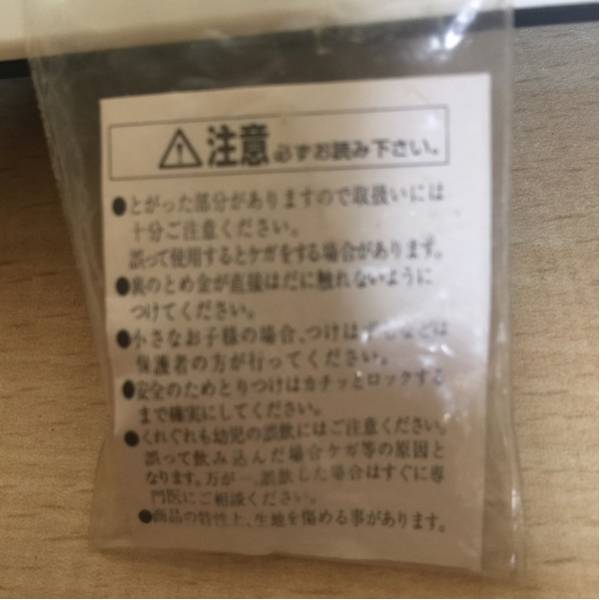 注意 必ずお読み下さい。
●とがった部分がありますので取扱いには
十分ご注意ください。
誤って使用するとケガをする場合があります。
●裏のとめ金が直接はだに触れないように
つけてください。
●小さなお子様の場合、つけはずしなどは
保護者の方が行ってください。
●安全のためとりつけはカチッとロックする
まで確実にしてください。
●くれぐれも幼児の誤飲にはご注意ください。
誤って飲み込んだ場合ケガ等の原因と
なります。万が一、誤飲した場合はすぐに専
門医にご相談ください。
●商品の特性上、生地を傷める事があります。